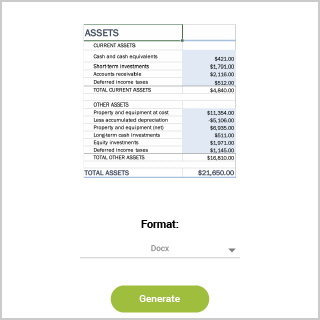 ASSETS
CURRENT ASSETS
Cash and cash equivalents $421.00
Short-term investments $1,701.00
Accounts receivable $2,116.00
Deferred income taxes $512.00
TOTAL CURRENT ASSETS $4,840.00
OTHER ASSETS
Property and equipment at cost $11,354.00
Less accumulated depreciation -$5,106.00
Property and equipment (net) $6,935.00
Long-term cash investments $511.00
Equity investments $1,971.00
Deferred income taxes $1,145.00
TOTAL OTHER ASSETS $16,810.00
TOTAL ASSETS $21,650.00
Format:
Docx
Generate